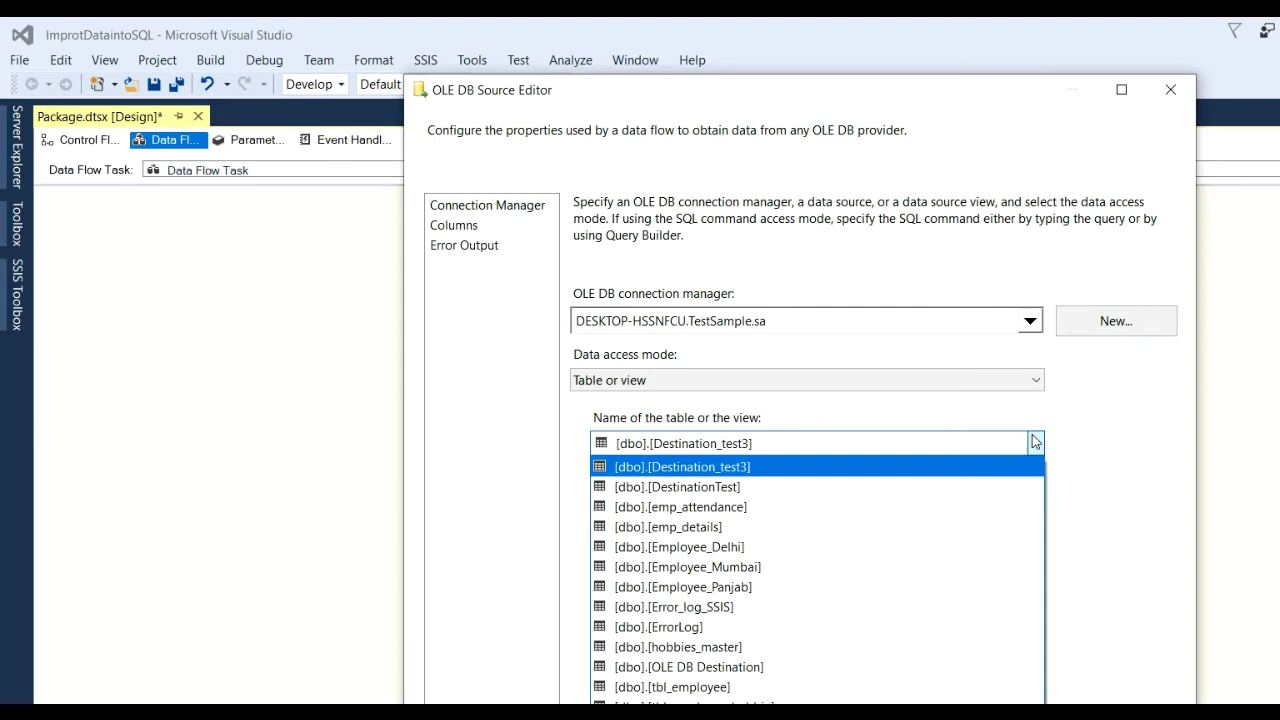 ImprotDataintoSQL - Microsoft Visual Studio
File Edit View Project Build Debug Team Format SSIS Tools Test Analyze Window Help
Develop Default
OLE DB Source Editor
Package.dtsx [Design]*
Configure the properties used by a data flow to obtain data from any OLE DB provider.
Control Fl... Data Fl... Paramet... Event Handl...
Data Flow Task: Data Flow Task
Server Explorer
Toolbox
SSIS Toolbox
Connection Manager
Columns
Error Output
Specify an OLE DB connection manager, a data source, or a data source view, and select the data access
mode. If using the SQL command access mode, specify the SQL command either by typing the query or by
using Query Builder.
OLE DB connection manager:
DESKTOP-HSSNFCU.TestSample.sa
New...
Data access mode:
Table or view
Name of the table or the view:
[dbo].[Destination_test3]
[dbo].[Destination_test3]
[dbo].[DestinationTest]
[dbo].[emp_attendance]
[dbo].[emp_details]
[dbo].[Employee_Delhi]
[dbo].[Employee_Mumbai]
[dbo].[Employee_Panjab]
[dbo].[Error_log_SSIS]
[dbo].[ErrorLog]
[dbo].[hobbies_master]
[dbo].[OLE DB Destination]
[dbo].[tbl_employee]